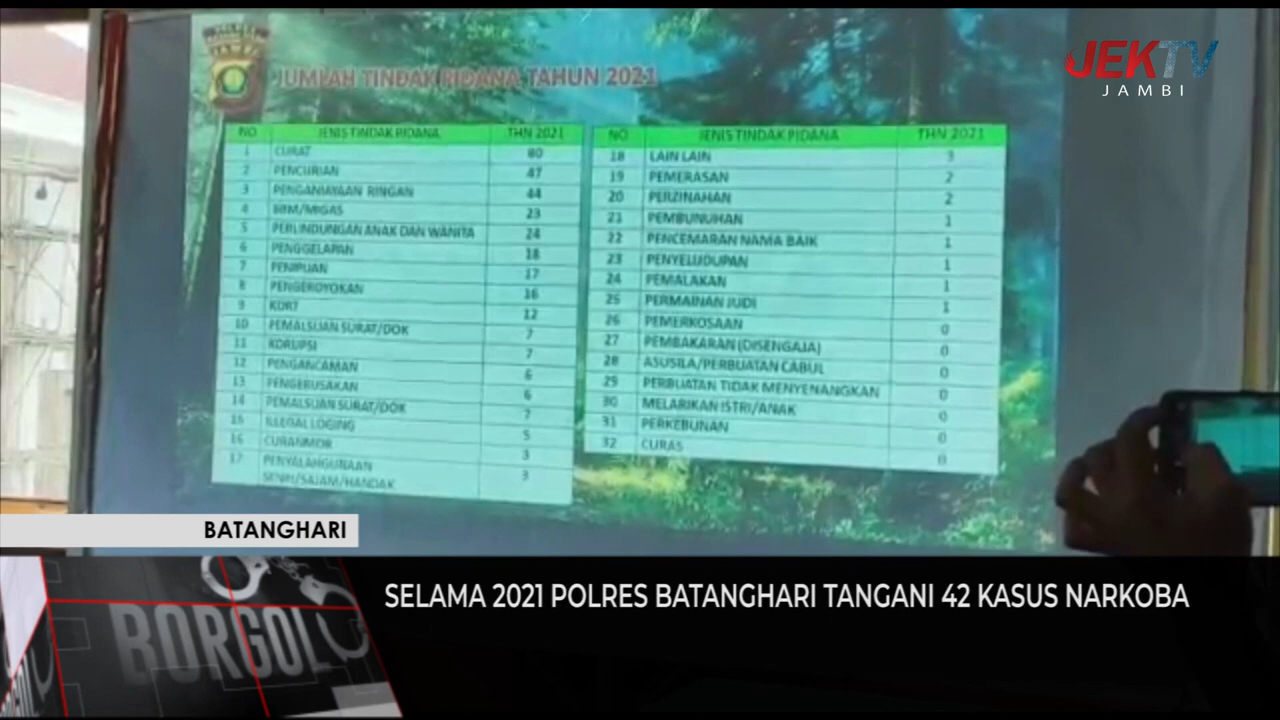 JEKTV
JAMBI
JUMLAH TINDAK PIDANA TAHUN 2021
NO JENIS TINDAK PIDANA THN 2021
1 CURAT 80
2 PENCURIAN 47
3 PENGANIAYAAN RINGAN 44
4 BBM/MIGAS 23
5 PERLINDUNGAN ANAK DAN WANITA 24
6 PENGGELAPAN 18
7 PENIPUAN 17
8 PENGEROYOKAN 16
9 KDRT 12
10 PEMALSUAN SURAT/DOK 7
11 KORUPSI 7
12 PENGANCAMAN 6
13 PENGERUSAKAN 6
14 PEMALSUAN SURAT/DOK 7
15 ILLEGAL LOGING 5
16 CURANMOR 3
17 PENYALAHGUNAAN 3
SENPI/SAJAM/HANDAK
NO JENIS TINDAK PIDANA THN 2021
18 LAIN LAIN 3
19 PEMERASAN 2
20 PERZINAHAN 2
21 PEMBUNUHAN 1
22 PENCEMARAN NAMA BAIK 1
23 PENYELUDUPAN 1
24 PEMALAKAN 1
25 PERMAINAN JUDI 1
26 PEMERKOSAAN 0
27 PEMBAKARAN (DISENGAJA) 0
28 ASUSILA/PERBUATAN CABUL 0
29 PERBUATAN TIDAK MENYENANGKAN 0
30 MELARIKAN ISTRI/ANAK 0
31 PERKEBUNAN 0
32 CURAS 0
BATANGHARI
BORGOL
SELAMA 2021 POLRES BATANGHARI TANGANI 42 KASUS NARKOBA